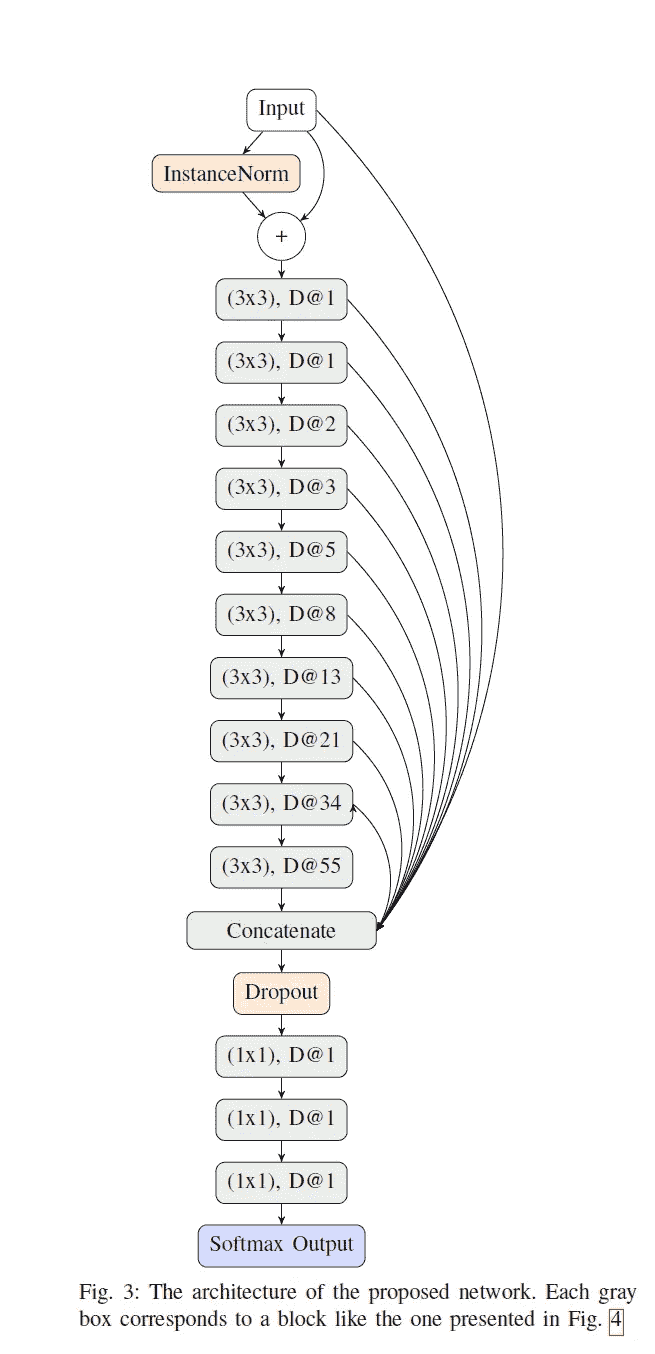 Input
InstanceNorm
+
(3x3), D@1
(3x3), D@1
(3x3), D@2
(3x3), D@3
(3x3), D@5
(3x3), D@8
(3x3), D@13
(3x3), D@21
(3x3), D@34
(3x3), D@55
Concatenate
Dropout
(1x1), D@1
(1x1), D@1
(1x1), D@1
Softmax Output
Fig. 3: The architecture of the proposed network. Each gray
box corresponds to a block like the one presented in Fig. 4